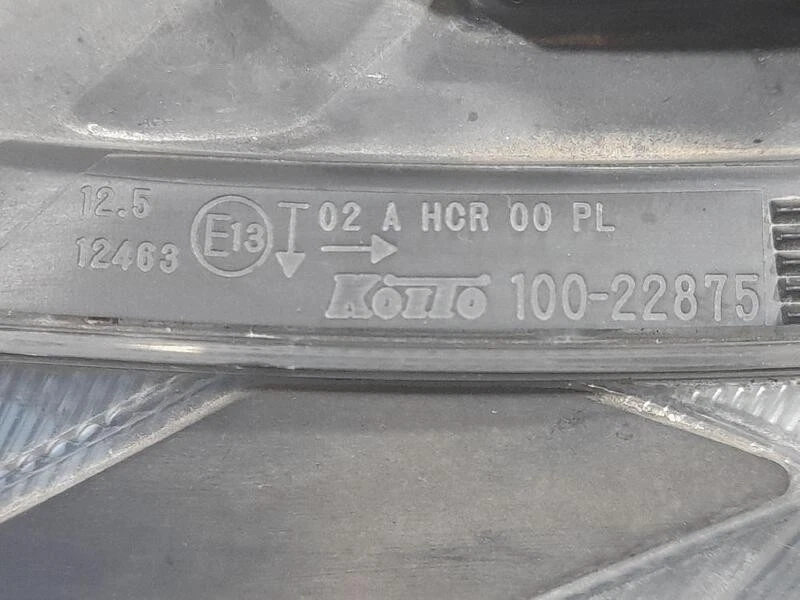 12.5
12463
E13
02 A HCR 00 PL
KOITO 100-22875